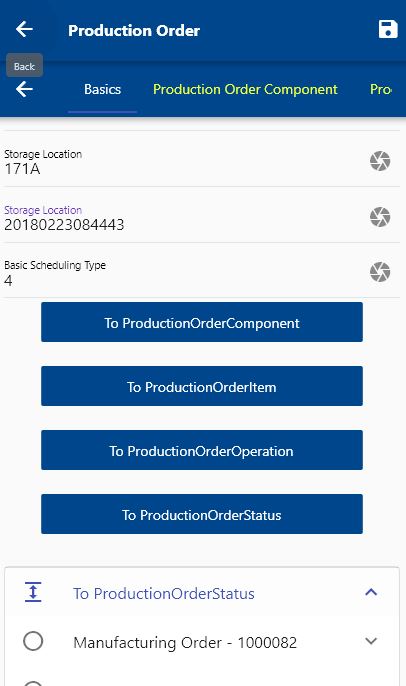 Production Order
Back
Basics
Production Order Component
Pro
Storage Location
171A
Storage Location
20180223084443
Basic Scheduling Type
4
To ProductionOrderComponent
To ProductionOrderItem
To ProductionOrderOperation
To ProductionOrderStatus
To ProductionOrderStatus
Manufacturing Order - 1000082